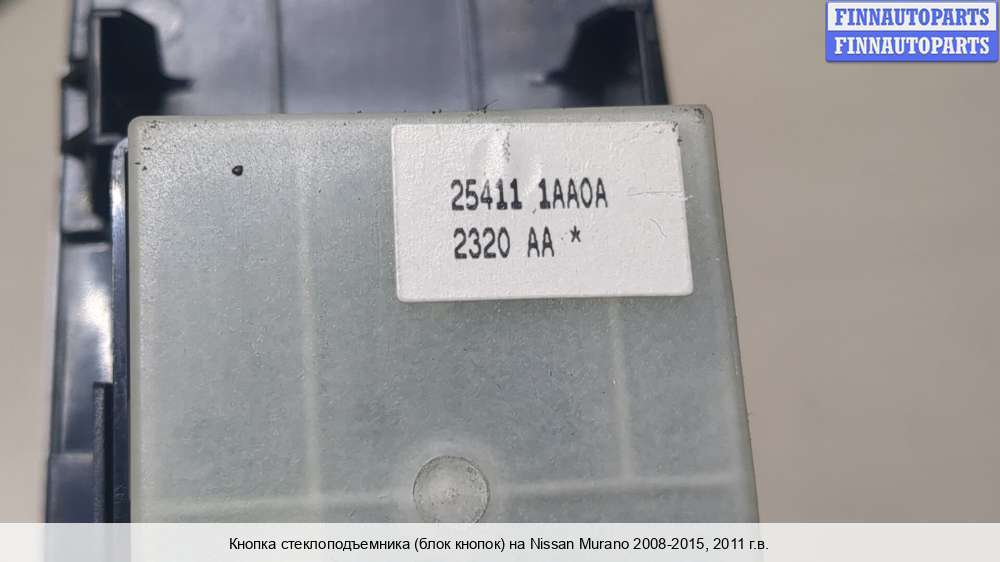 FINNAUTOPARTS
FINNAUTOPARTS
25411 1AA0A
2320 AA *
Кнопка стеклоподъемника (блок кнопок) на Nissan Murano 2008-2015, 2011 г.в.